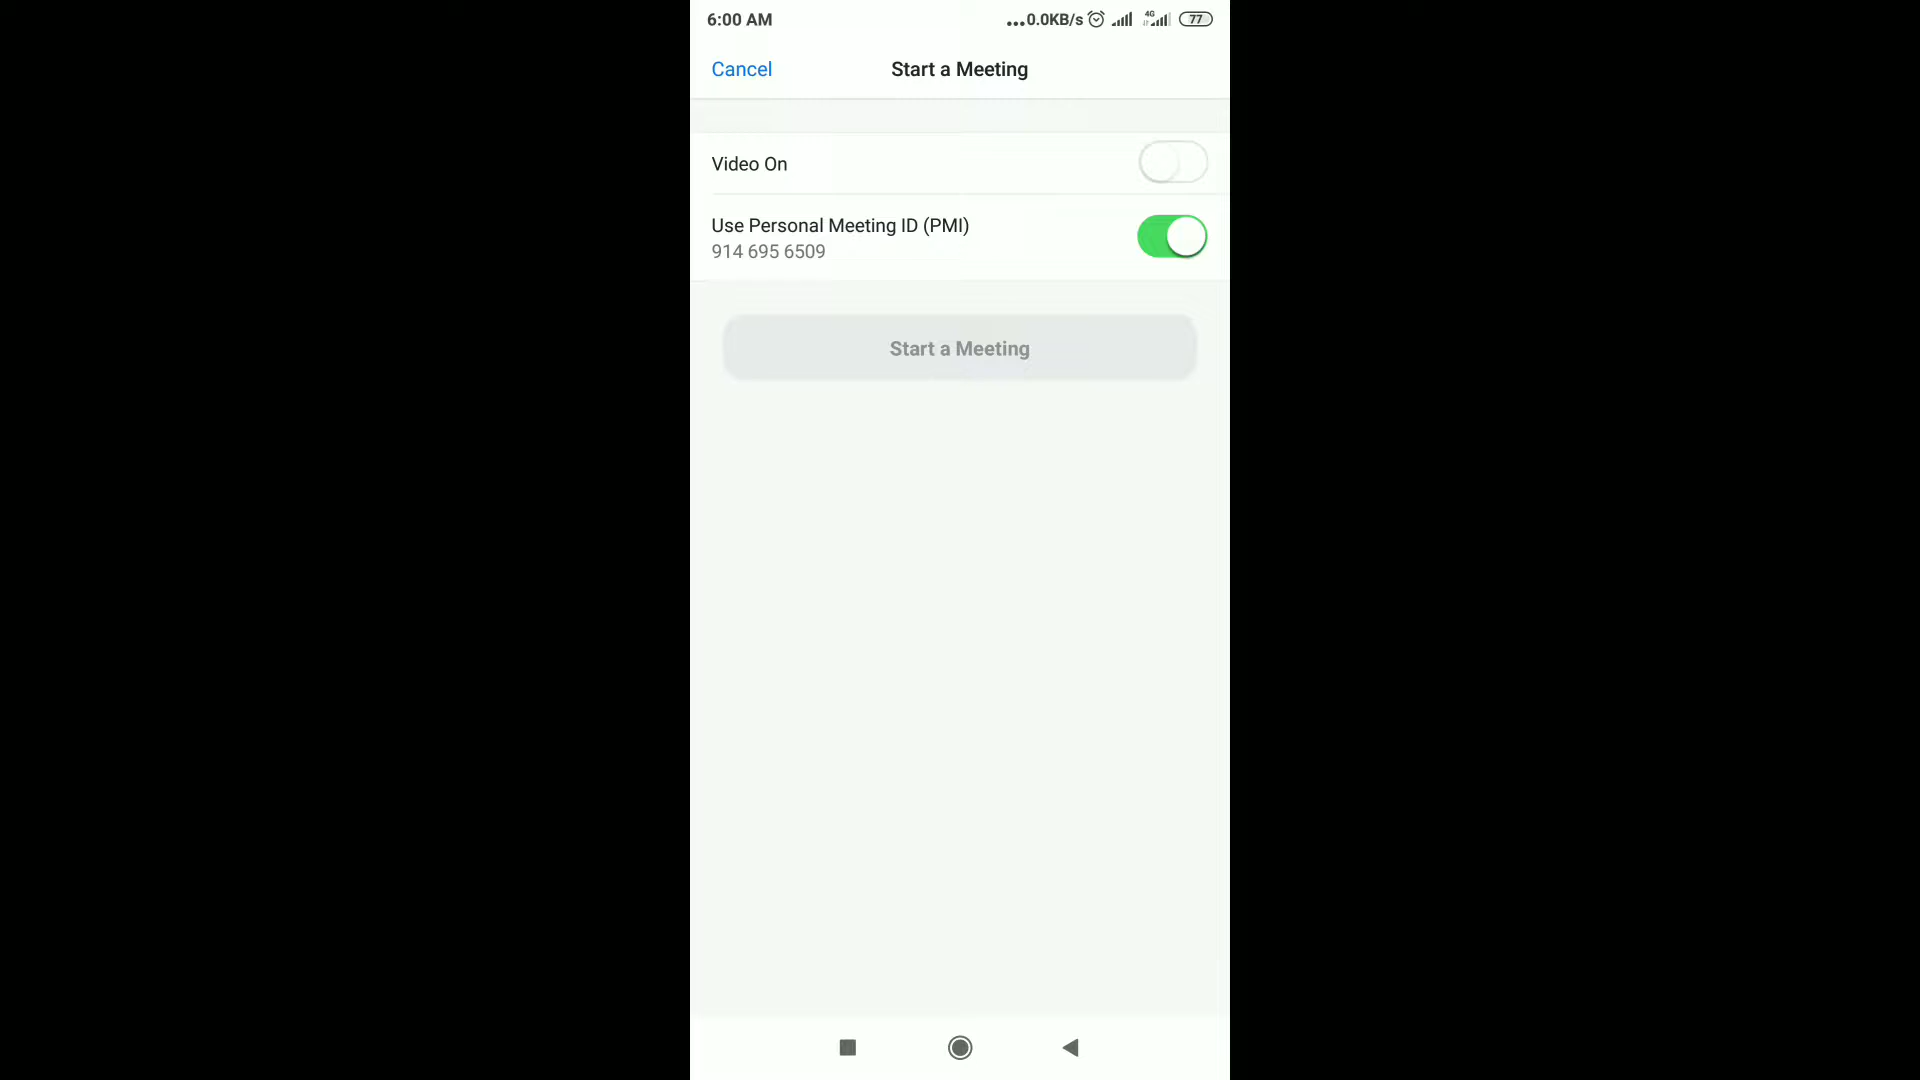 6:00 AM
...0.0KB/s 4G 77
Cancel
Start a Meeting
Video On
Use Personal Meeting ID (PMI)
914 695 6509
Start a Meeting